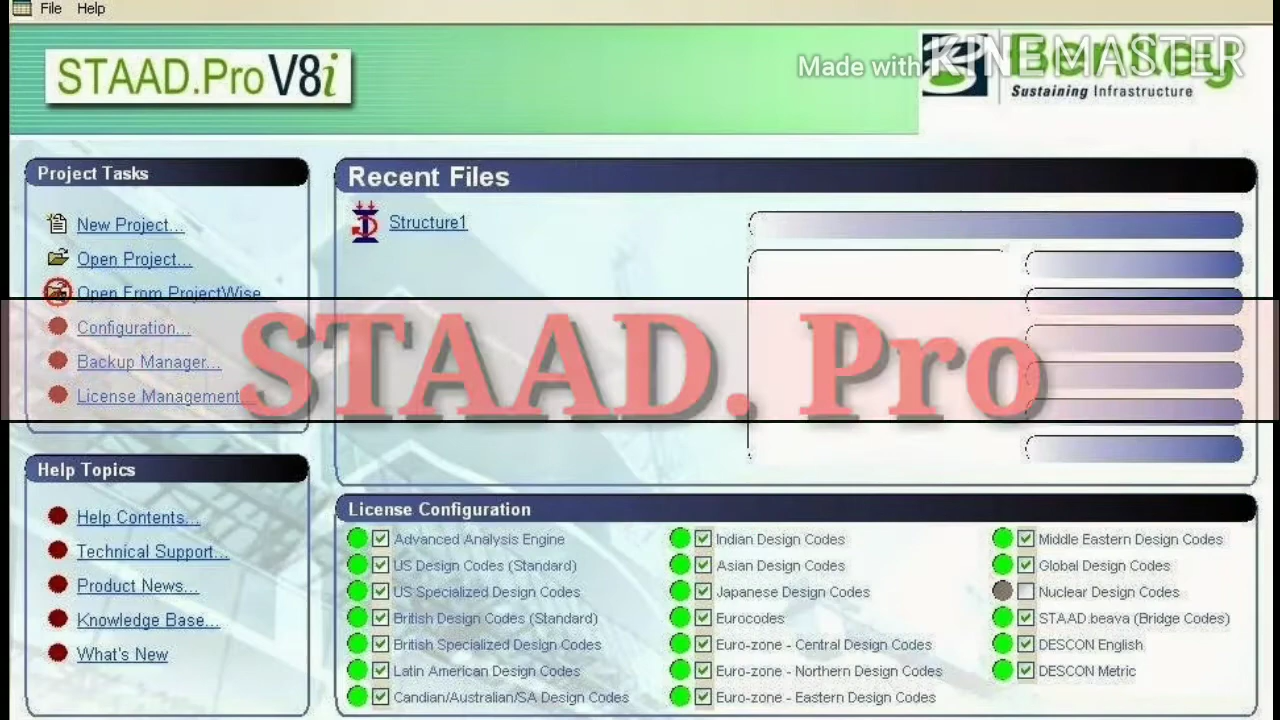 File Help
STAAD.Pro V8i
Made with KINEMASTER
Bentley
Sustaining Infrastructure
Project Tasks
New Project...
Open Project...
Open From ProjectWise...
Configuration...
Backup Manager...
License Management...
Recent Files
Structure1
STAAD. Pro
Help Topics
Help Contents...
Technical Support...
Product News...
Knowledge Base...
What's New
License Configuration
Advanced Analysis Engine
US Design Codes (Standard)
US Specialized Design Codes
British Design Codes (Standard)
British Specialized Design Codes
Latin American Design Codes
Candian/Australian/SA Design Codes
Indian Design Codes
Asian Design Codes
Japanese Design Codes
Eurocodes
Euro-zone - Central Design Codes
Euro-zone - Northern Design Codes
Euro-zone - Eastern Design Codes
Middle Eastern Design Codes
Global Design Codes
Nuclear Design Codes
STAAD.beava (Bridge Codes)
DESCON English
DESCON Metric